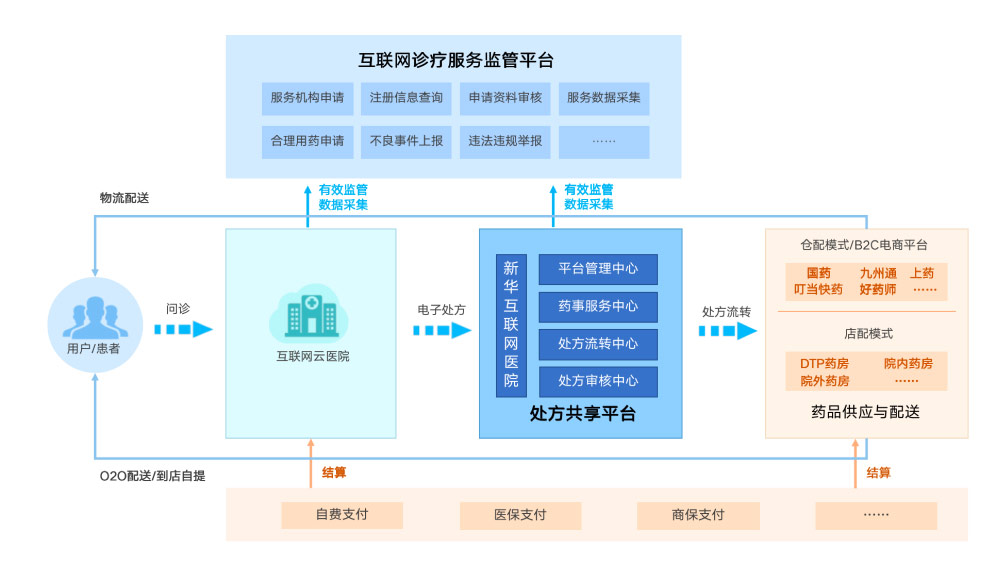 互联网诊疗服务监管平台
服务机构申请
注册信息查询
申请资料审核
服务数据采集
合理用药申请
不良事件上报
违法违规举报
……
有效监管
数据采集
有效监管
数据采集
物流配送
用户/患者
问诊
互联网云医院
电子处方
新华互联网医院
平台管理中心
药事服务中心
处方流转中心
处方审核中心
处方共享平台
处方流转
仓配模式/B2C电商平台
国药 九州通 上药
叮当快药 好药师 ……
店配模式
DTP药房 院内药房
院外药房 ……
药品供应与配送
O2O配送/到店自提
结算
结算
自费支付
医保支付
商保支付
……